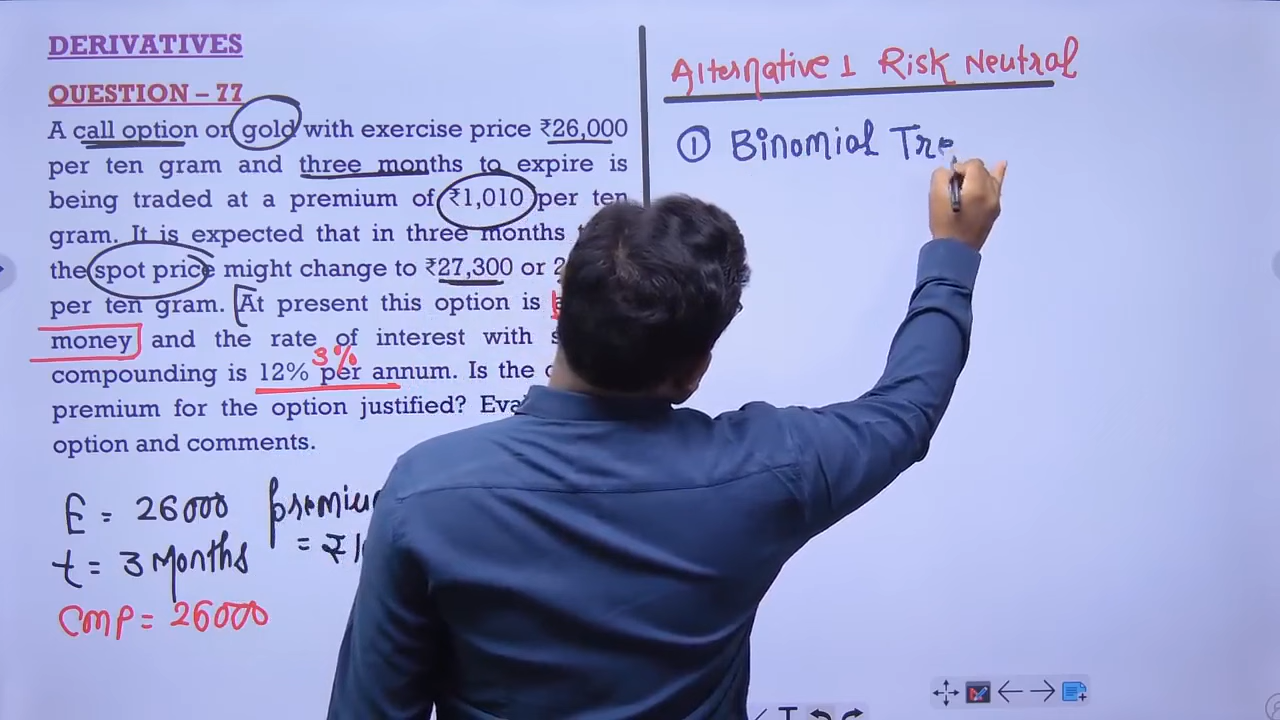 DERIVATIVES
QUESTION – 77
A call option on gold with exercise price ₹26,000
per ten gram and three months to expire is
being traded at a premium of ₹1,010 per ten
gram. It is expected that in three months
the spot price might change to ₹27,300 or
per ten gram. At present this option is
money and the rate of interest with
3%
compounding is 12% per annum. Is the
premium for the option justified?
option and comments.
E = 26000
premium
= ₹1
t = 3 Months
CMP = 26000
Alternative 1 Risk Neutral
① Binomial Tre